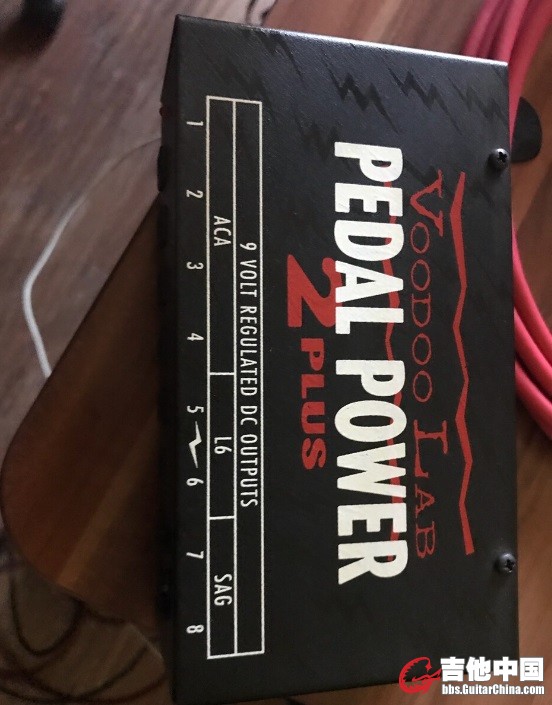 VOODOO LAB
PEDAL POWER
2 PLUS
9 VOLT REGULATED DC OUTPUTS
ACA L6 SAG
1 2 3 4 5 6 7 8
吉他中国
bbs.GuitarChina.com